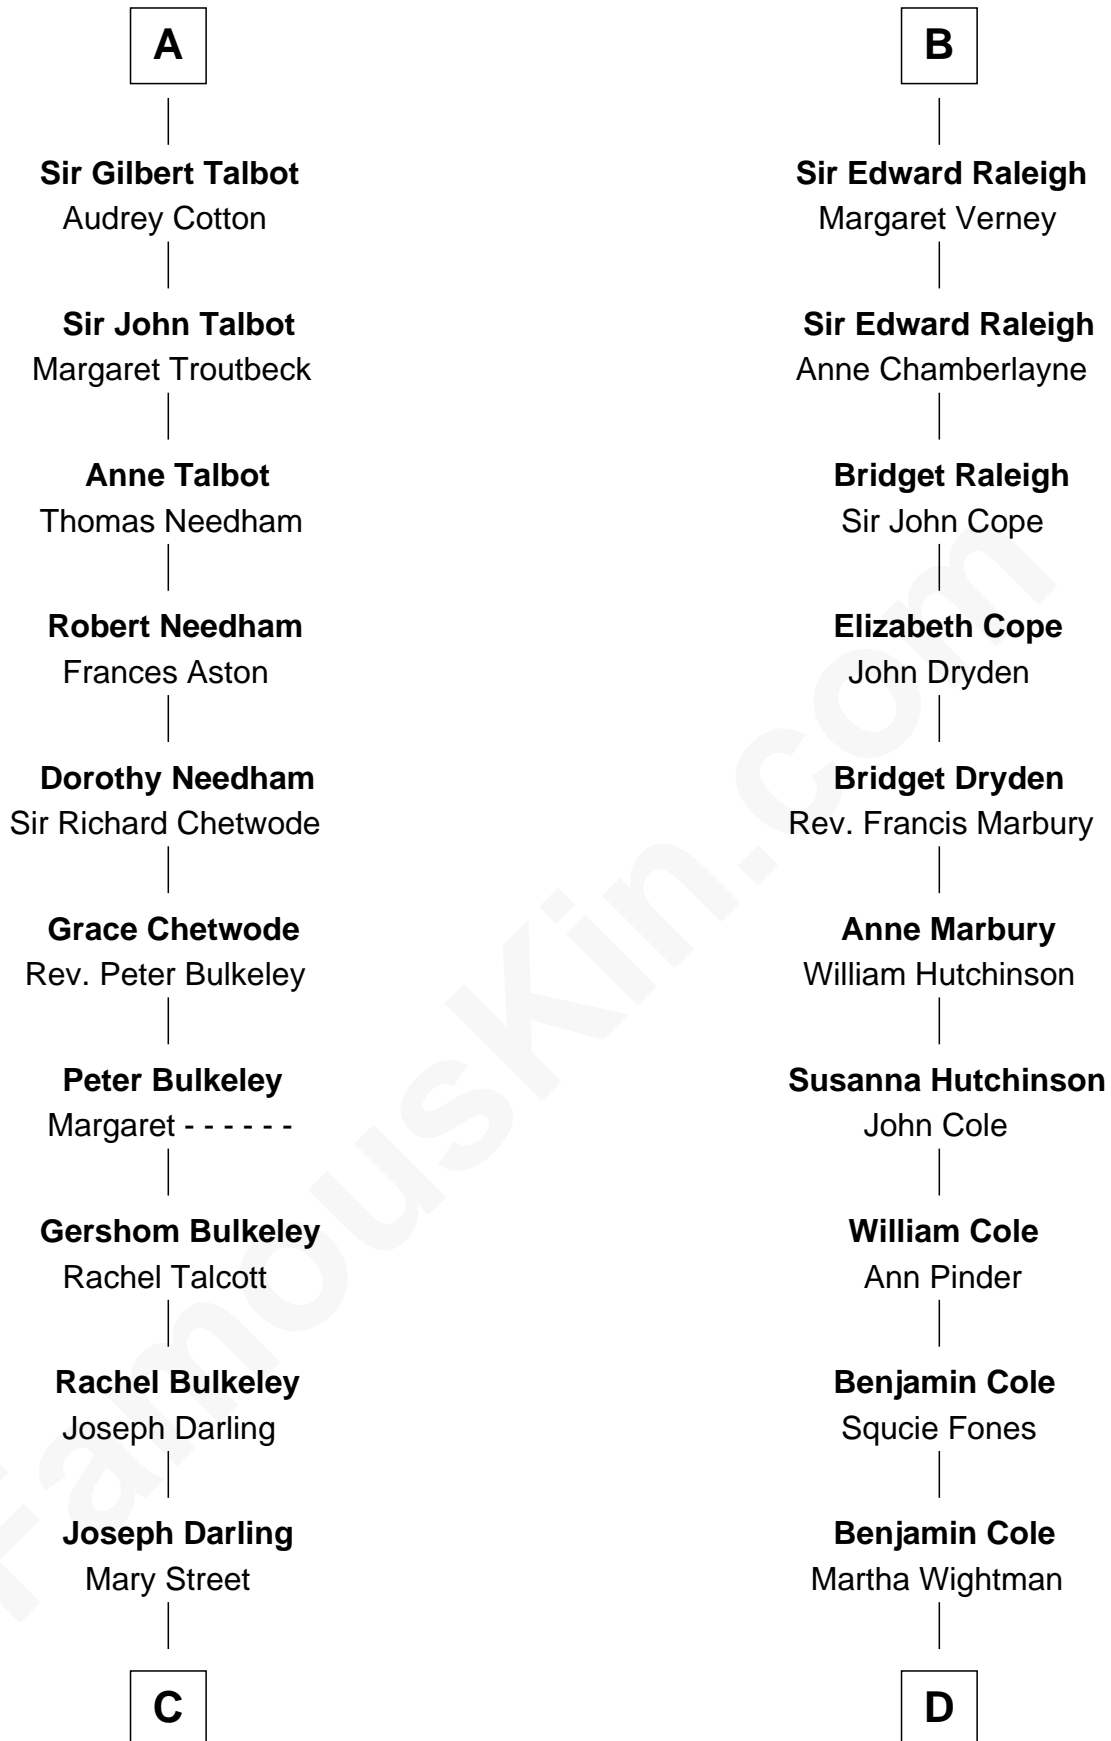 A
Sir Gilbert Talbot
Audrey Cotton
Sir John Talbot
Margaret Troutbeck
Anne Talbot
Thomas Needham
Robert Needham
Frances Aston
Dorothy Needham
Sir Richard Chetwode
Grace Chetwode
Rev. Peter Bulkeley
Peter Bulkeley
Margaret - - - - - -
Gershom Bulkeley
Rachel Talcott
Rachel Bulkeley
Joseph Darling
Joseph Darling
Mary Street
C
B
Sir Edward Raleigh
Margaret Verney
Sir Edward Raleigh
Anne Chamberlayne
Bridget Raleigh
Sir John Cope
Elizabeth Cope
John Dryden
Bridget Dryden
Rev. Francis Marbury
Anne Marbury
William Hutchinson
Susanna Hutchinson
John Cole
William Cole
Ann Pinder
Benjamin Cole
Squcie Fones
Benjamin Cole
Martha Wightman
D
FamousKin.com